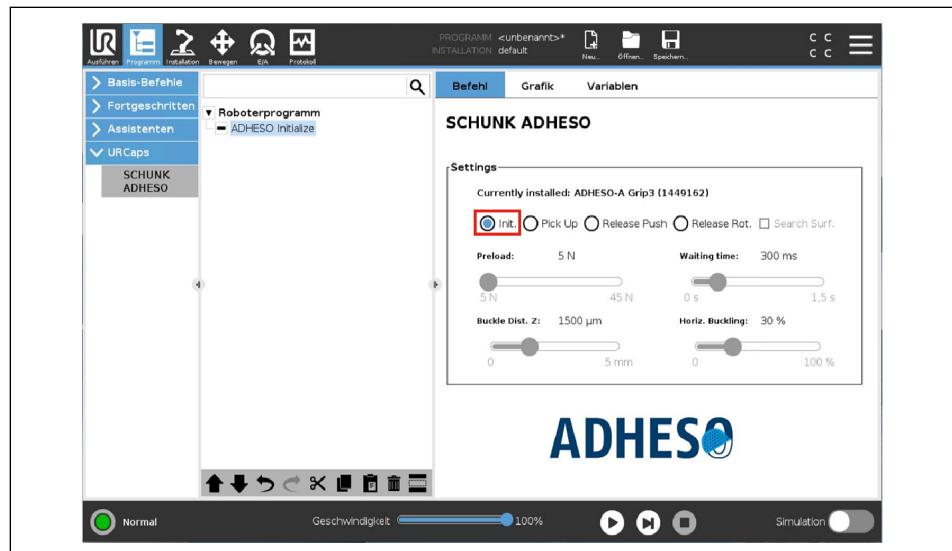 PROGRAMM <unbenannt>*
INSTALLATION default
Ausführen Programm Installation Bewegen E/A Protokoll
Neu... Öffnen... Speichern...
C C
C C
Basis-Befehle
Fortgeschritten
Assistenten
URCaps
SCHUNK
ADHESO
Roboterprogramm
ADHESO Initialize
Befehl Grafik Variablen
SCHUNK ADHESO
Settings
Currently installed: ADHESO-A Grip3 (1449162)
Init. Pick Up Release Push Release Rot. Search Surf.
Preload: 5 N Waiting time: 300 ms
5 N 45 N 0 s 1,5 s
Buckle Dist. Z: 1500 µm Horiz. Buckling: 30 %
0 5 mm 0 100 %
ADHESO
Normal Geschwindigkeit 100% Simulation